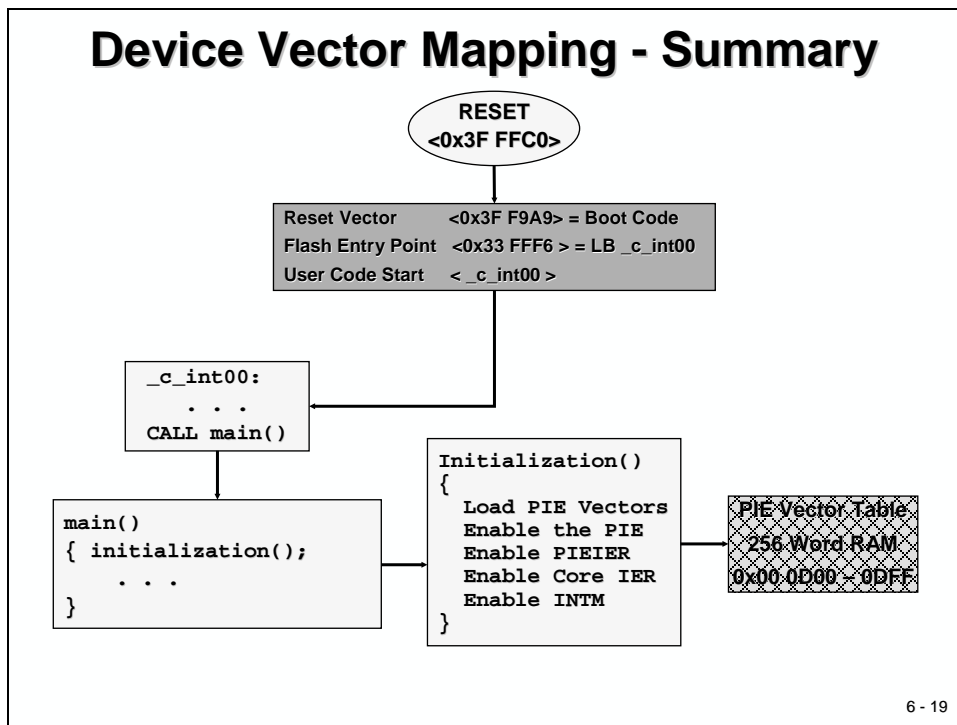 Device Vector Mapping - Summary
RESET
<0x3F FFC0>
Reset Vector <0x3F F9A9> = Boot Code
Flash Entry Point <0x33 FFF6 > = LB _c_int00
User Code Start < _c_int00 >
_c_int00:
. . .
CALL main()
main()
{ initialization();
. . .
}
Initialization()
{
Load PIE Vectors
Enable the PIE
Enable PIEIER
Enable Core IER
Enable INTM
}
PIE Vector Table
256 Word RAM
0x00 0D00 – 0DFF
6 - 19